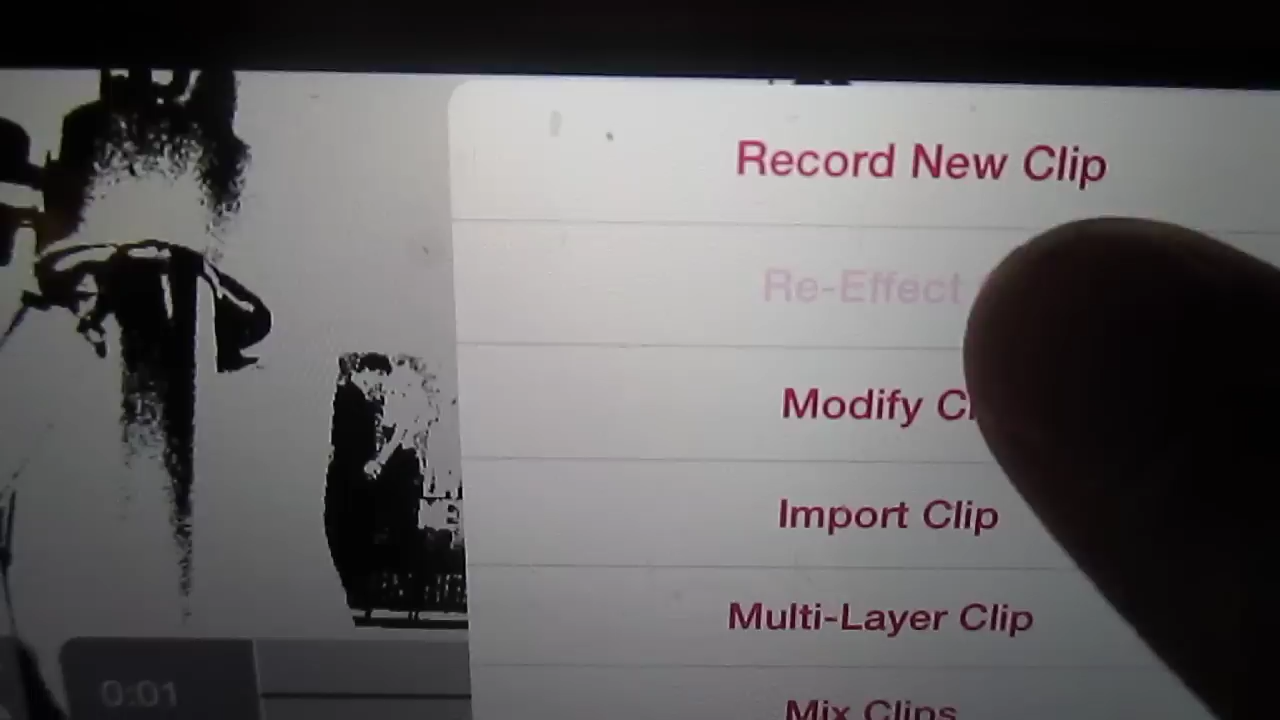 Record New Clip
Re-Effect
Modify
Import Clip
Multi-Layer Clip
Mix Clips
0:01